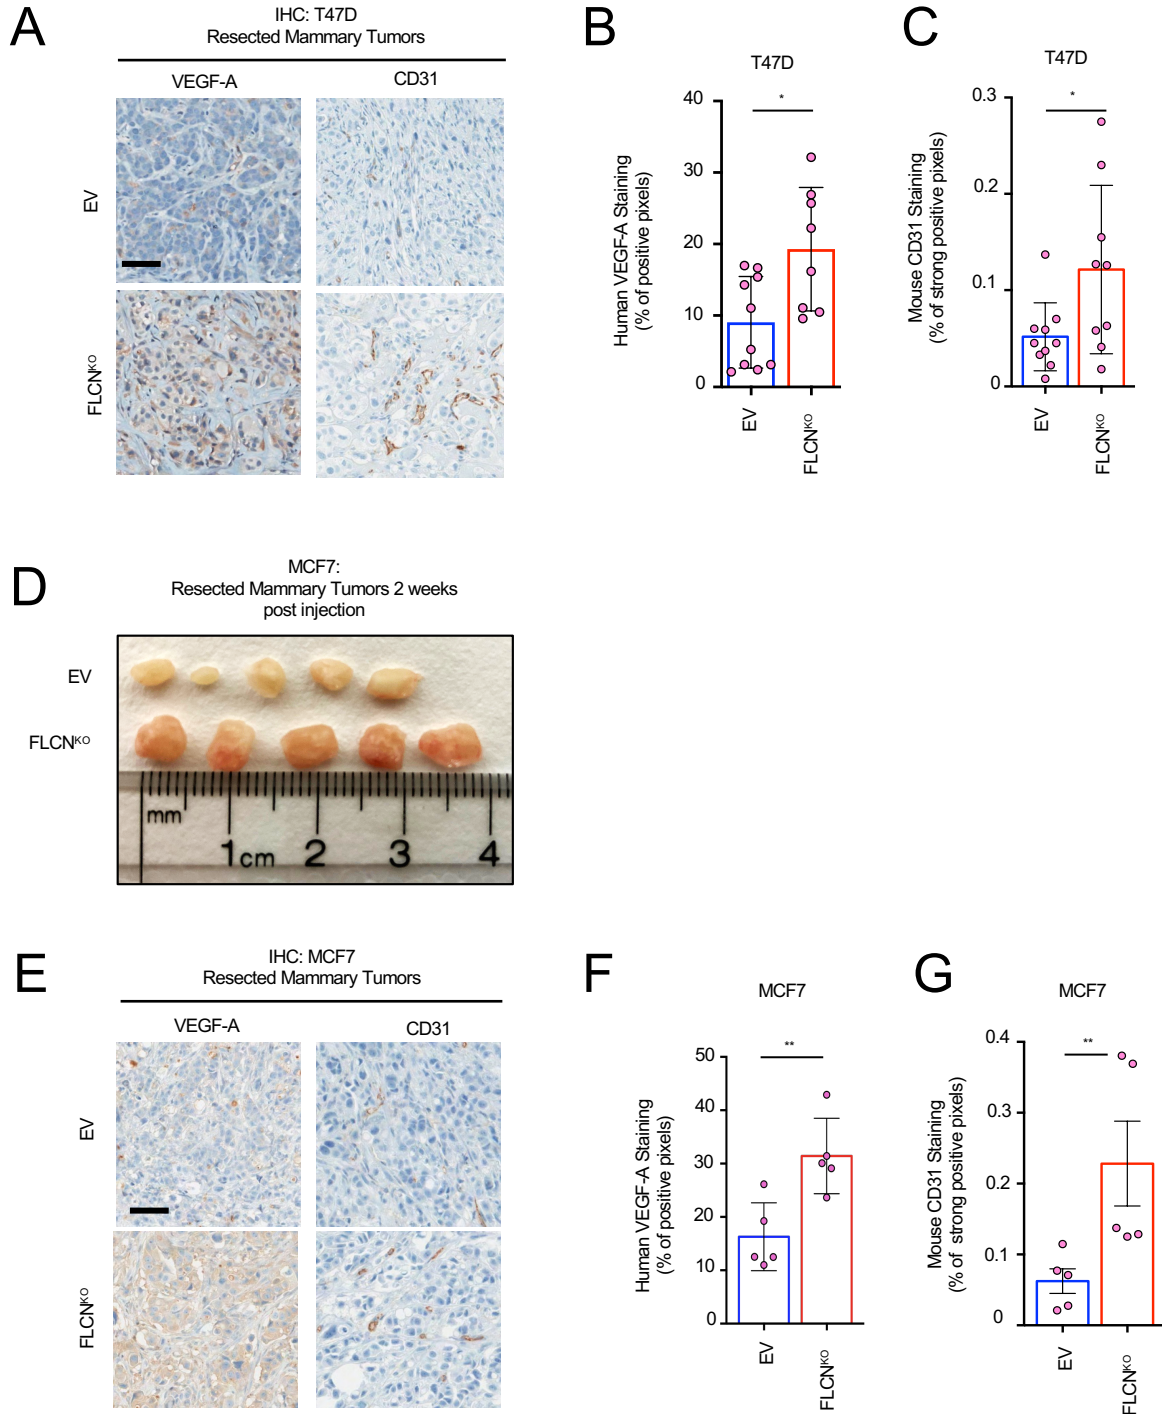 A
IHC: T47D
Resected Mammary Tumors
VEGF-A
CD31
EV
FLCNᴷᴼ
B
T47D
Human VEGF-A Staining
(% of positive pixels)
40
30
20
10
0
*
EV
FLCNᴷᴼ
C
T47D
Mouse CD31 Staining
(% of strong positive pixels)
0.3
0.2
0.1
0
*
EV
FLCNᴷᴼ
D
MCF7:
Resected Mammary Tumors 2 weeks
post injection
EV
FLCNᴷᴼ
mm
1cm 2 3 4
E
IHC: MCF7
Resected Mammary Tumors
VEGF-A
CD31
EV
FLCNᴷᴼ
F
MCF7
Human VEGF-A Staining
(% of positive pixels)
50
40
30
20
10
0
**
EV
FLCNᴷᴼ
G
MCF7
Mouse CD31 Staining
(% of strong positive pixels)
0.4
0.3
0.2
0.1
0
**
EV
FLCNᴷᴼ